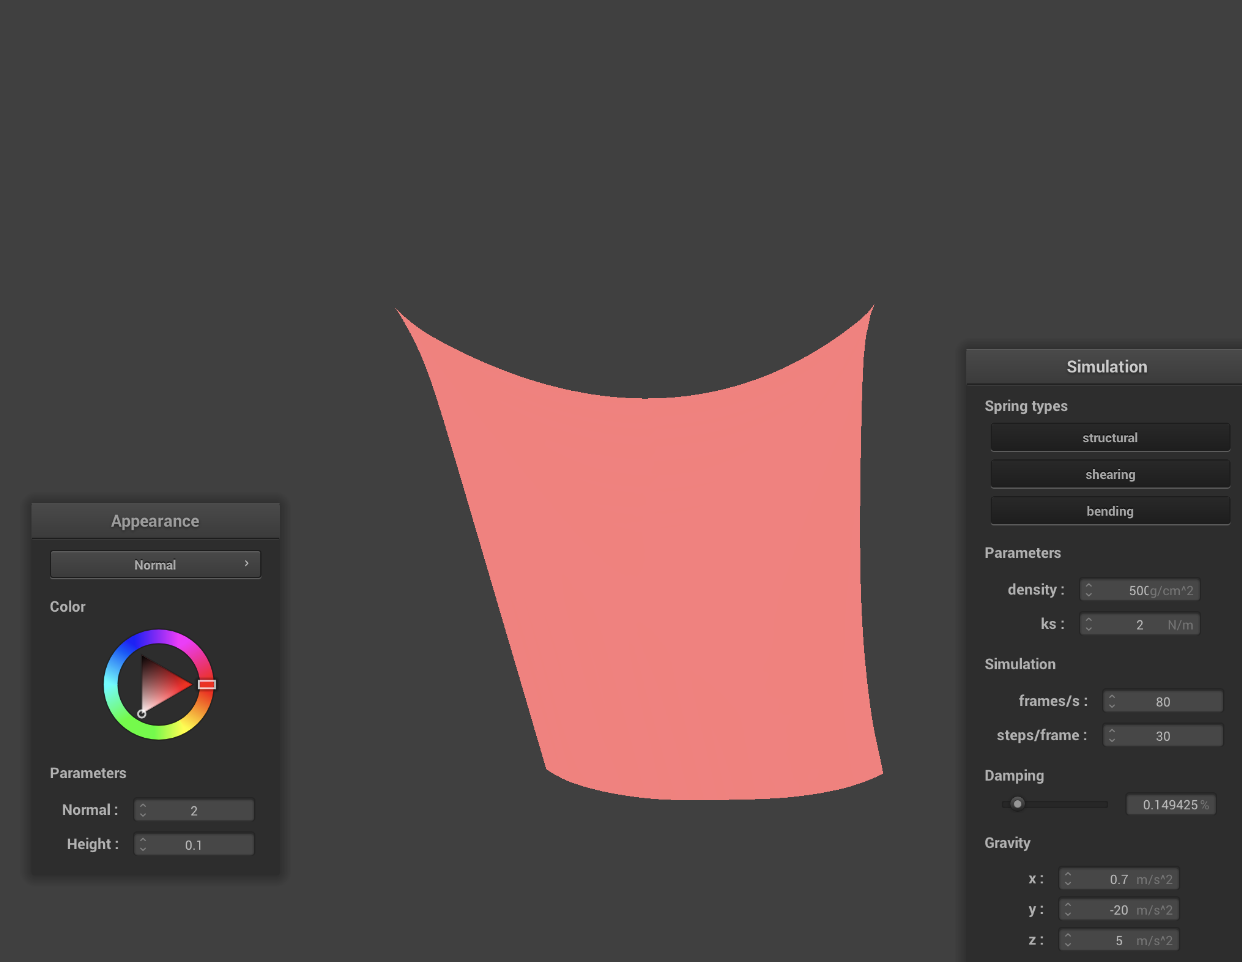 Simulation
Spring types
structural
shearing
bending
Parameters
density : 500 g/cm^2
ks : 2 N/m
Simulation
frames/s : 80
steps/frame : 30
Damping
0.149425 %
Gravity
x : 0.7 m/s^2
y : -20 m/s^2
z : 5 m/s^2
Appearance
Normal
Color
Parameters
Normal : 2
Height : 0.1